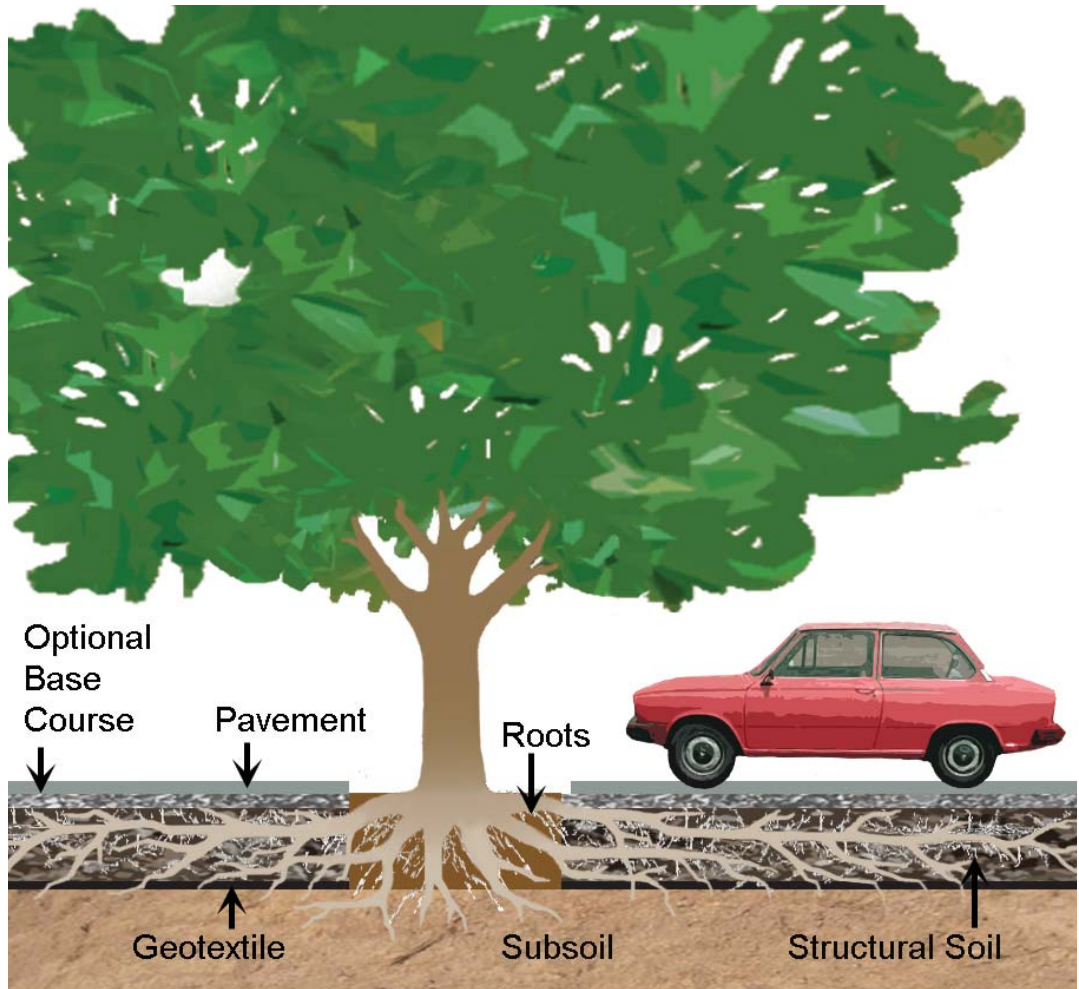 Optional
Base
Course
Pavement
Roots
Geotextile
Subsoil
Structural Soil